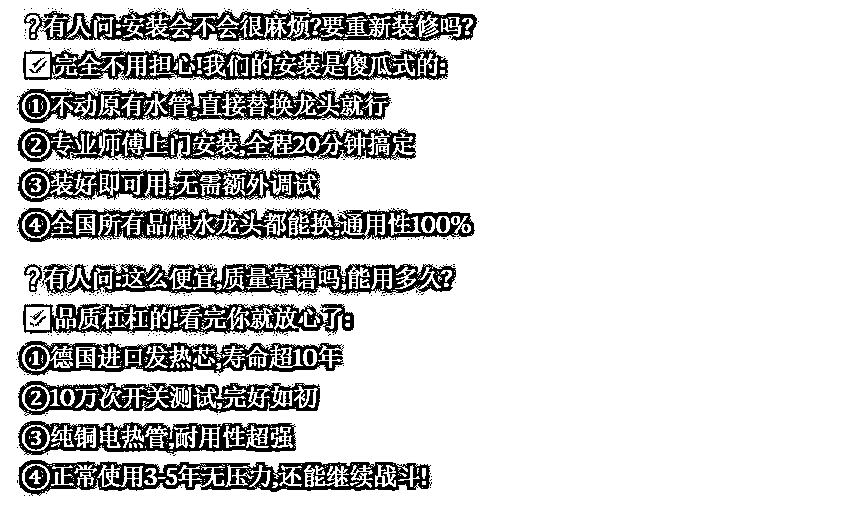 ❓有人问:安装会不会很麻烦?要重新装修吗?
✅完全不用担心!我们的安装是傻瓜式的:
①不动原有水管,直接替换龙头就行
②专业师傅上门安装,全程20分钟搞定
③装好即可用,无需额外调试
④全国所有品牌水龙头都能换,通用性100%
❓有人问:这么便宜,质量靠谱吗,能用多久?
✅品质杠杠的!看完你就放心了:
①德国进口发热芯,寿命超10年
②10万次开关测试,完好如初
③纯铜电热管,耐用性超强
④正常使用3-5年无压力,还能继续战斗!